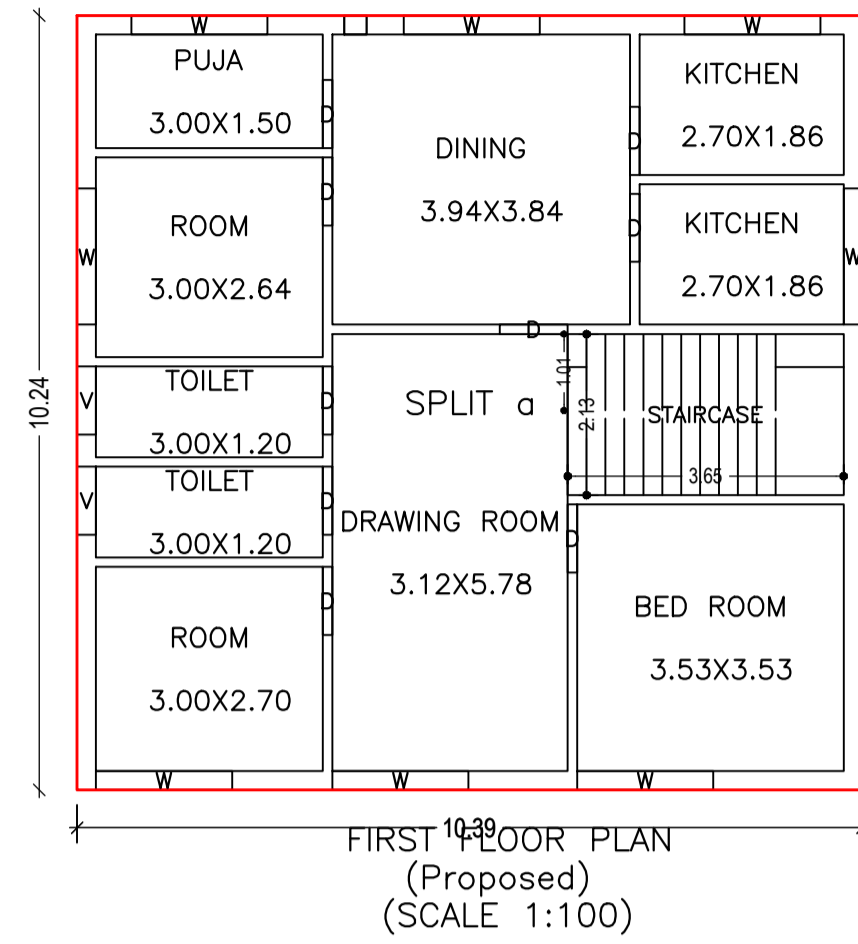 W W W
PUJA
3.00X1.50
D
DINING
3.94X3.84
KITCHEN
2.70X1.86
D
ROOM
3.00X2.64
D
KITCHEN
2.70X1.86
D
W
W
10.24
D
TOILET
3.00X1.20
V
D
SPLIT a
1.01
2.13
STAIRCASE
3.65
TOILET
3.00X1.20
V
D
DRAWING ROOM
3.12X5.78
D
BED ROOM
3.53X3.53
ROOM
3.00X2.70
D
W W W
10.39
FIRST FLOOR PLAN
(Proposed)
(SCALE 1:100)